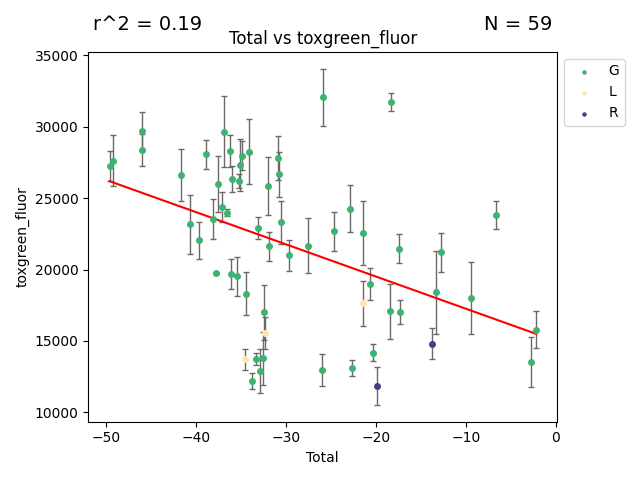 r^2 = 0.19
N = 59
Total vs toxgreen_fluor
35000
30000
25000
20000
15000
10000
toxgreen_fluor
−50
−40
−30
−20
−10
0
Total
G
L
R